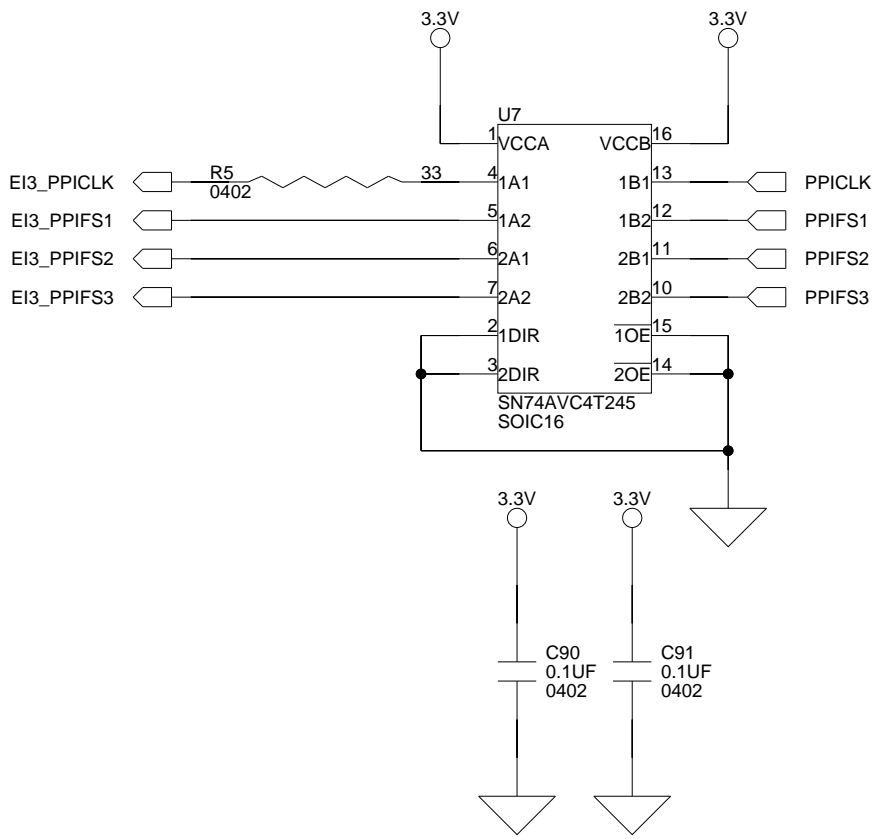 3.3V 3.3V
U7
1 VCCA VCCB 16
EI3_PPICLK R5 33 4 1A1 1B1 13 PPICLK
0402
EI3_PPIFS1 5 1A2 1B2 12 PPIFS1
EI3_PPIFS2 6 2A1 2B1 11 PPIFS2
EI3_PPIFS3 7 2A2 2B2 10 PPIFS3
2 1DIR 1OE 15
3 2DIR 2OE 14
SN74AVC4T245
SOIC16
3.3V 3.3V
C90 C91
0.1UF 0.1UF
0402 0402